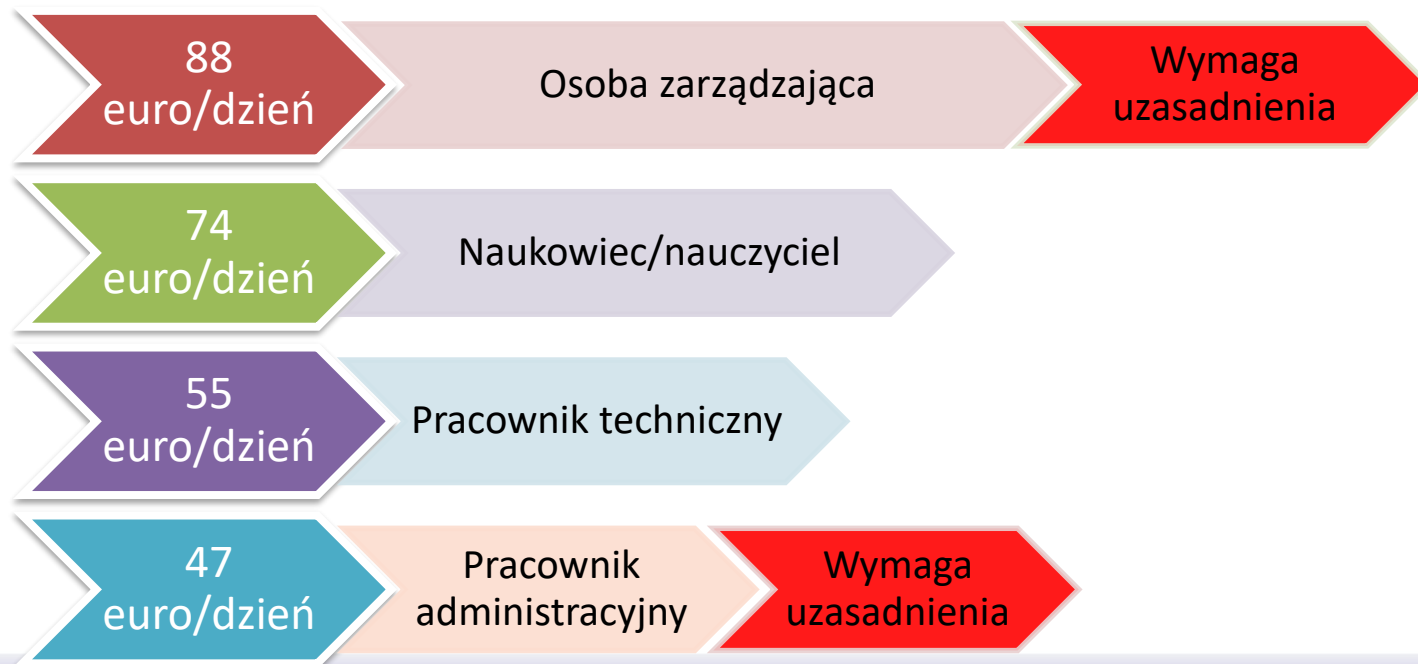 88
euro/dzień
Osoba zarządzająca
Wymaga
uzasadnienia
74
euro/dzień
Naukowiec/nauczyciel
55
euro/dzień
Pracownik techniczny
47
euro/dzień
Pracownik
administracyjny
Wymaga
uzasadnienia